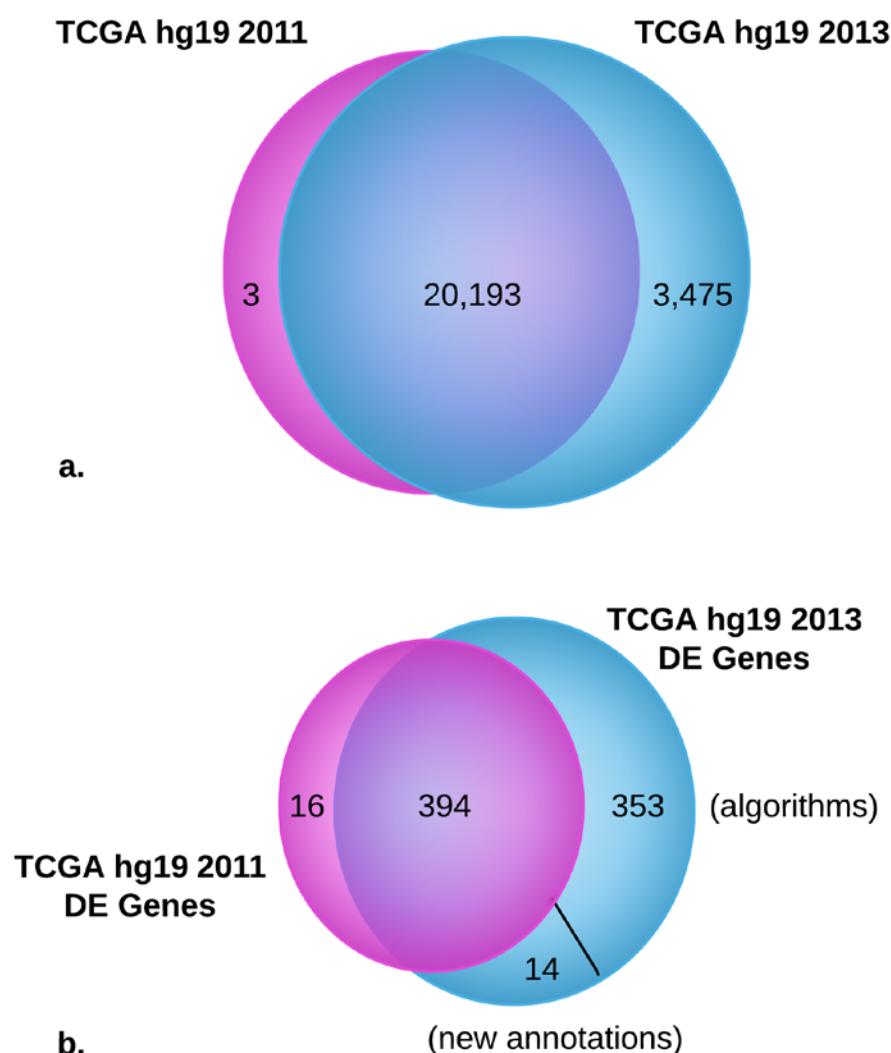 TCGA hg19 2011
TCGA hg19 2013
3
20,193
3,475
a.
TCGA hg19 2013
DE Genes
16
394
353
(algorithms)
TCGA hg19 2011
DE Genes
14
(new annotations)
b.